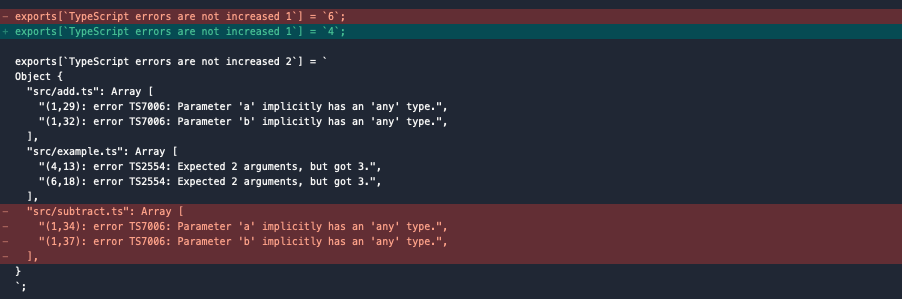 - exports[`TypeScript errors are not increased 1`] = `6`;
+ exports[`TypeScript errors are not increased 1`] = `4`;

  exports[`TypeScript errors are not increased 2`] = `
  Object {
    "src/add.ts": Array [
      "(1,29): error TS7006: Parameter 'a' implicitly has an 'any' type.",
      "(1,32): error TS7006: Parameter 'b' implicitly has an 'any' type.",
    ],
    "src/example.ts": Array [
      "(4,13): error TS2554: Expected 2 arguments, but got 3.",
      "(6,18): error TS2554: Expected 2 arguments, but got 3.",
    ],
-   "src/subtract.ts": Array [
-     "(1,34): error TS7006: Parameter 'a' implicitly has an 'any' type.",
-     "(1,37): error TS7006: Parameter 'b' implicitly has an 'any' type.",
-   ],
  }
  `;